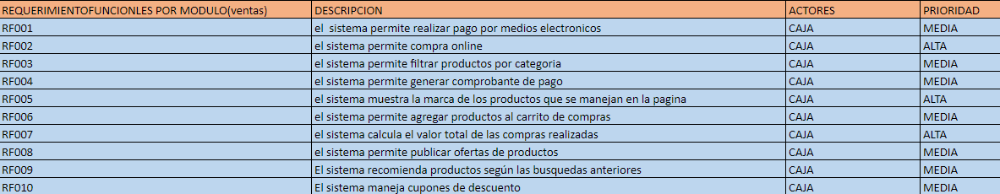 REQUERIMIENTOFUNCIONLES POR MODULO(ventas) DESCRIPCION ACTORES PRIORIDAD
RF001 el sistema permite realizar pago por medios electronicos CAJA MEDIA
RF002 el sistema permite compra online CAJA ALTA
RF003 el sistema permite filtrar productos por categoria CAJA MEDIA
RF004 el sistema permite generar comprobante de pago CAJA MEDIA
RF005 el sistema muestra la marca de los productos que se manejan en la pagina CAJA ALTA
RF006 el sistema permite agregar productos al carrito de compras CAJA MEDIA
RF007 el sistema calcula el valor total de las compras realizadas CAJA ALTA
RF008 el sistema permite publicar ofertas de productos CAJA MEDIA
RF009 El sistema recomienda productos según las busquedas anteriores CAJA MEDIA
RF010 El sistema maneja cupones de descuento CAJA MEDIA